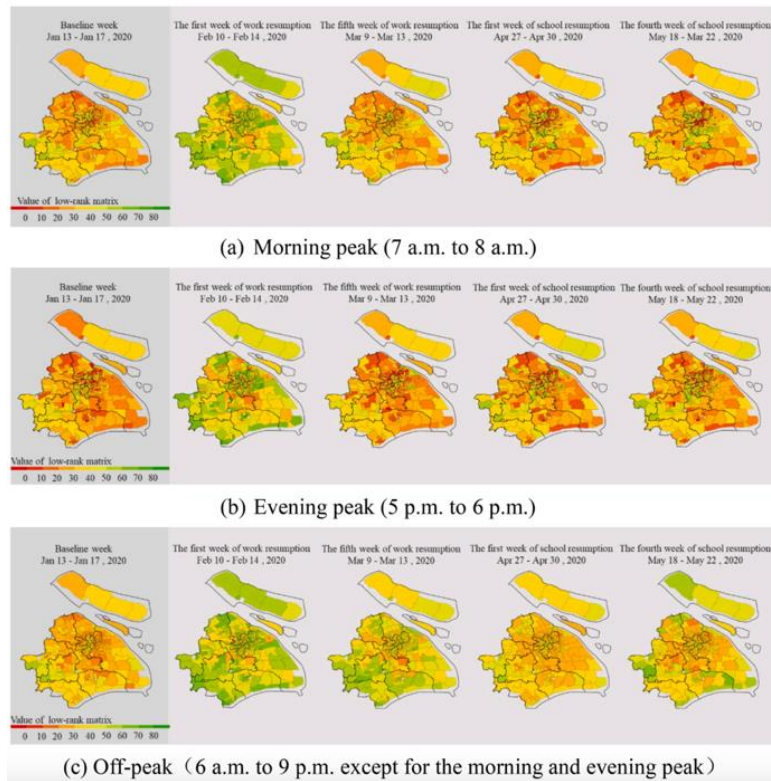 Baseline week
Jan 13 - Jan 17 , 2020
The first week of work resumption
Feb 10 - Feb 14 , 2020
The fifth week of work resumption
Mar 9 - Mar 13, 2020
The first week of school resumption
Apr 27 - Apr 30, 2020
The fourth week of school resumption
May 18 - Mar 22, 2020
Value of low-rank matrix
0 10 20 30 40 50 60 70 80
(a) Morning peak (7 a.m. to 8 a.m.)
Baseline week
Jan 13 - Jan 17, 2020
The first week of work resumption
Feb 10 - Feb 14 , 2020
The fifth week of work resumption
Mar 9 - Mar 13, 2020
The first week of school resumption
Apr 27 - Apr 30 , 2020
The fourth week of school resumption
May 18 - May 22 , 2020
Value of low-rank matrix
0 10 20 30 40 50 60 70 80
(b) Evening peak (5 p.m. to 6 p.m.)
Baseline week
Jan 13 - Jan 17 , 2020
The first week of work resumption
Feb 10 - Feb 14 , 2020
The fifth week of work resumption
Mar 9 - Mar 13 , 2020
The first week of school resumption
Apr 27 - Apr 30 , 2020
The fourth week of school resumption
May 18 - May 22 , 2020
Value of low-rank matrix
0 10 20 30 40 50 60 70 80
(c) Off-peak（6 a.m. to 9 p.m. except for the morning and evening peak）